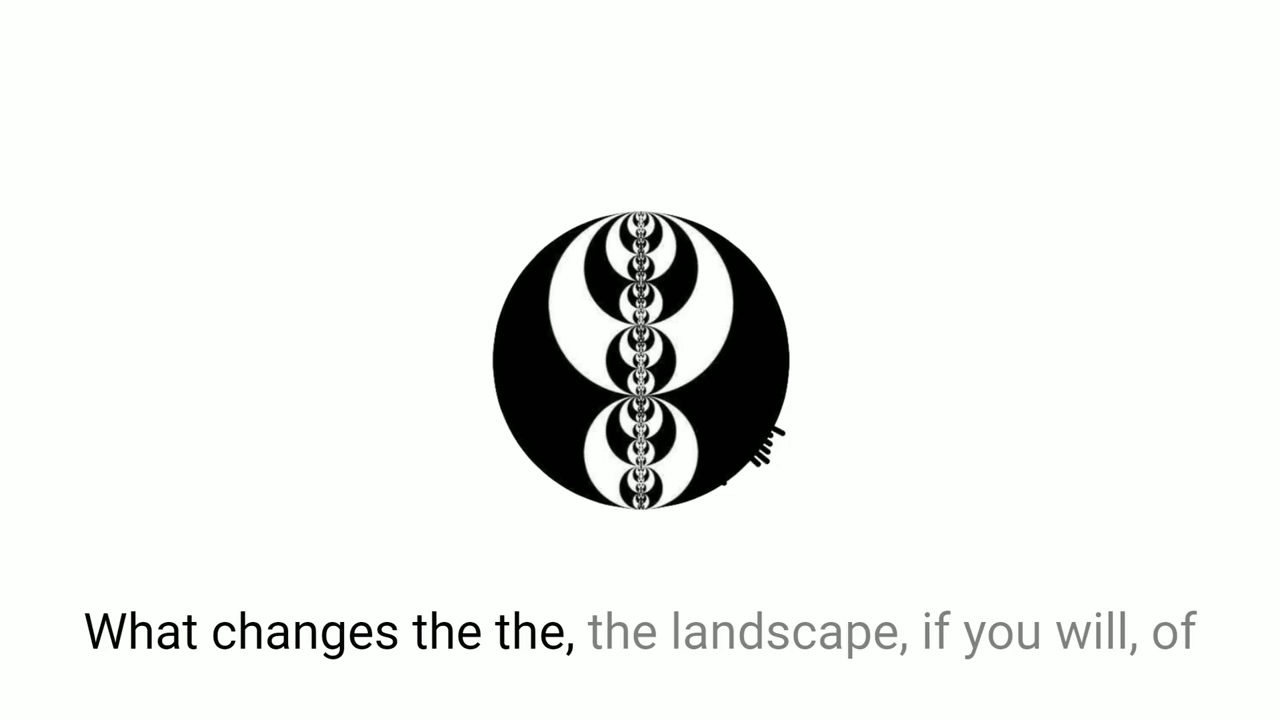 What changes the the, the landscape, if you will, of